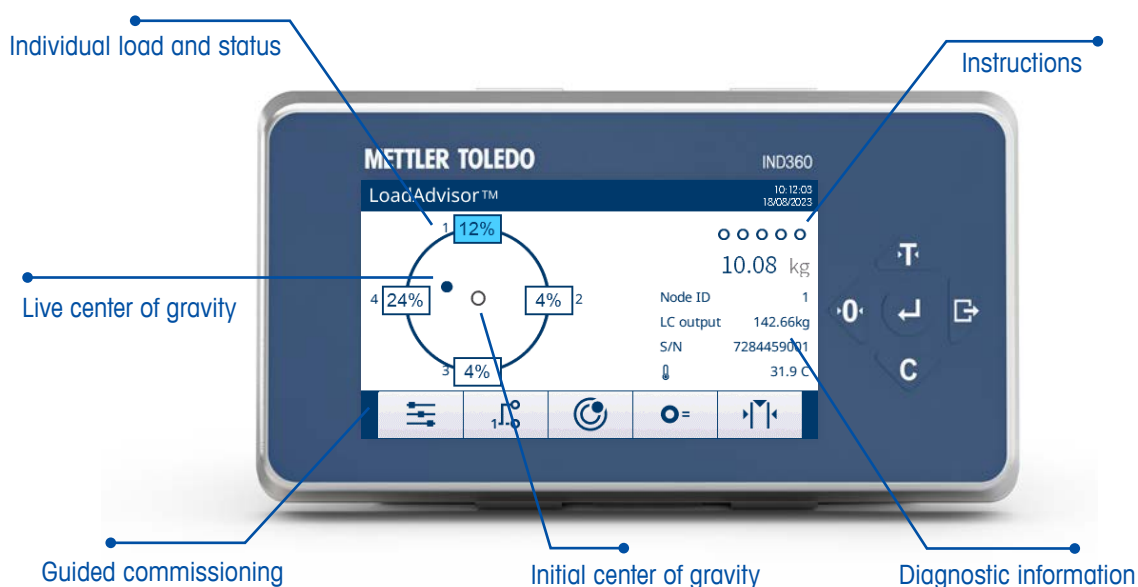 Individual load and status
Instructions
METTLER TOLEDO
IND360
LoadAdvisor™
10:12:03
18/08/2023
1 12%
10.08 kg
Live center of gravity
4 24%
4% 2
3 4%
Node ID 1
LC output 142.66kg
S/N 7284459001
31.9 C
1
=
T
0
C
Guided commissioning
Initial center of gravity
Diagnostic information